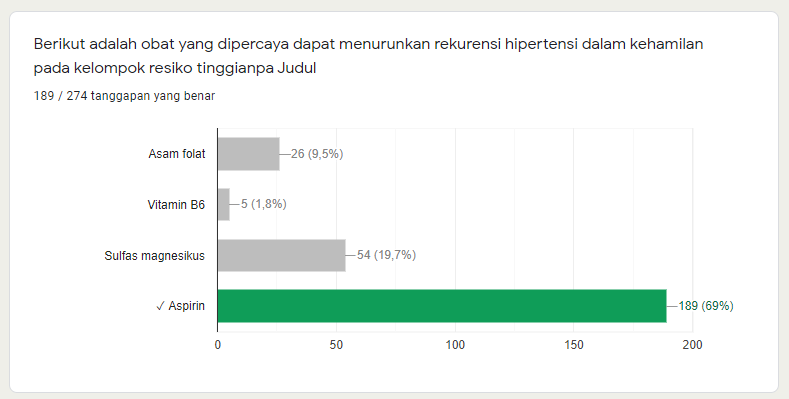 Berikut adalah obat yang dipercaya dapat menurunkan rekurensi hipertensi dalam kehamilan
pada kelompok resiko tinggianpa Judul
189 / 274 tanggapan yang benar
Asam folat
26 (9,5%)
Vitamin B6
5 (1,8%)
Sulfas magnesikus
54 (19,7%)
✓ Aspirin
189 (69%)
0
50
100
150
200